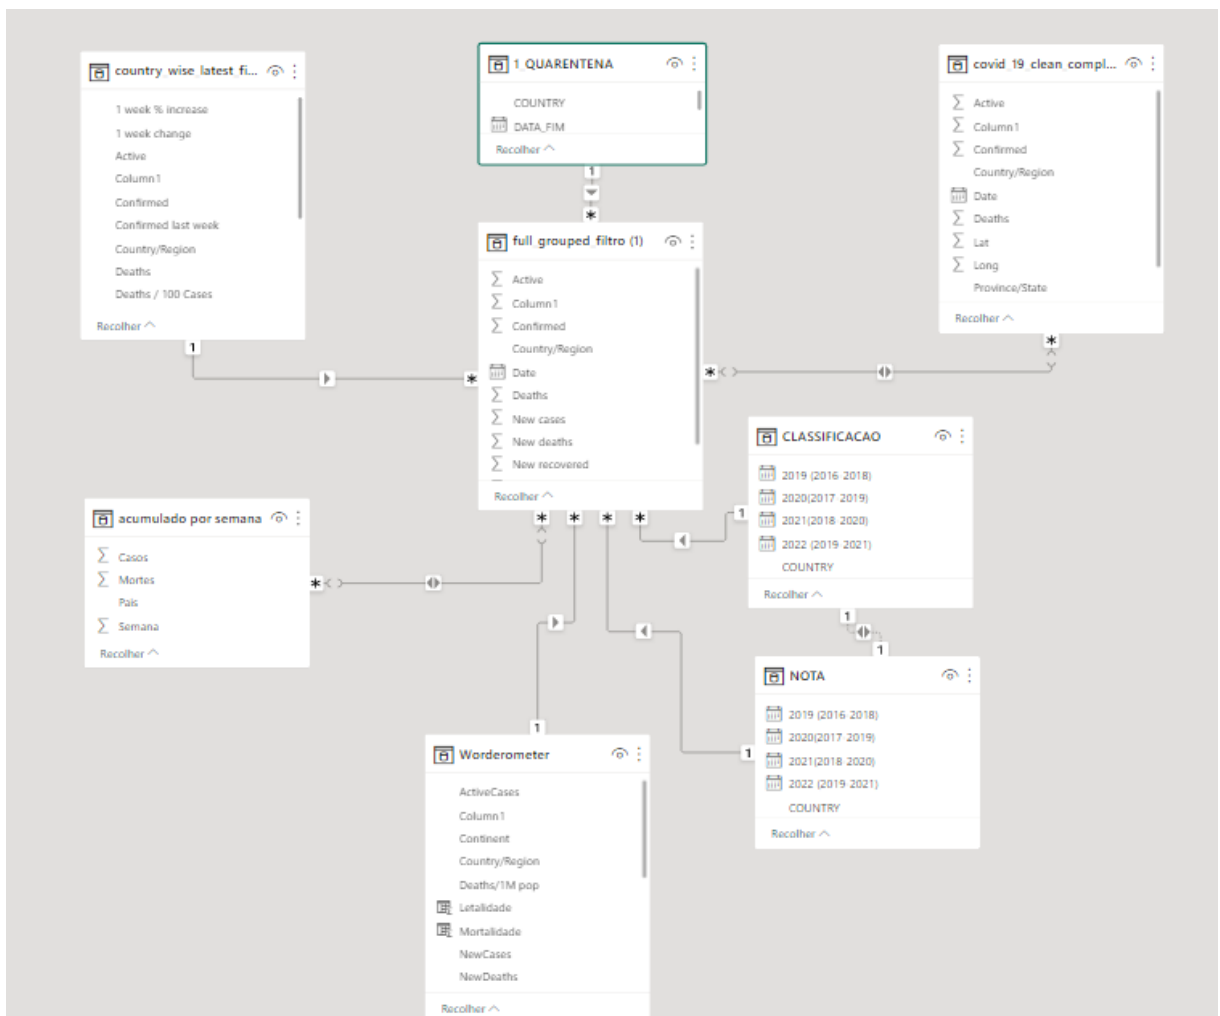 country_wise_latest_fi...
1 week % increase
1 week change
Active
Column1
Confirmed
Confirmed last week
Country/Region
Deaths
Deaths / 100 Cases
Recolher
1
1_QUARENTENA
COUNTRY
DATA_FIM
Recolher
1
*
covid_19_clean_compl...
Active
Column1
Confirmed
Country/Region
Date
Deaths
Lat
Long
Province/State
Recolher
*
full_grouped_filtro (1)
Active
Column1
Confirmed
Country/Region
Date
Deaths
New cases
New deaths
New recovered
Recolher
*
*
* * * *
acumulado por semana
Casos
Mortes
Pais
Semana
Recolher
*
CLASSIFICACAO
2019 (2016-2018)
2020(2017-2019)
2021(2018-2020)
2022 (2019-2021)
COUNTRY
Recolher
1
1
1
NOTA
2019 (2016-2018)
2020(2017-2019)
2021(2018-2020)
2022 (2019-2021)
COUNTRY
Recolher
1
1
Worderometer
ActiveCases
Column1
Continent
Country/Region
Deaths/1M pop
Letalidade
Mortalidade
NewCases
NewDeaths
Recolher